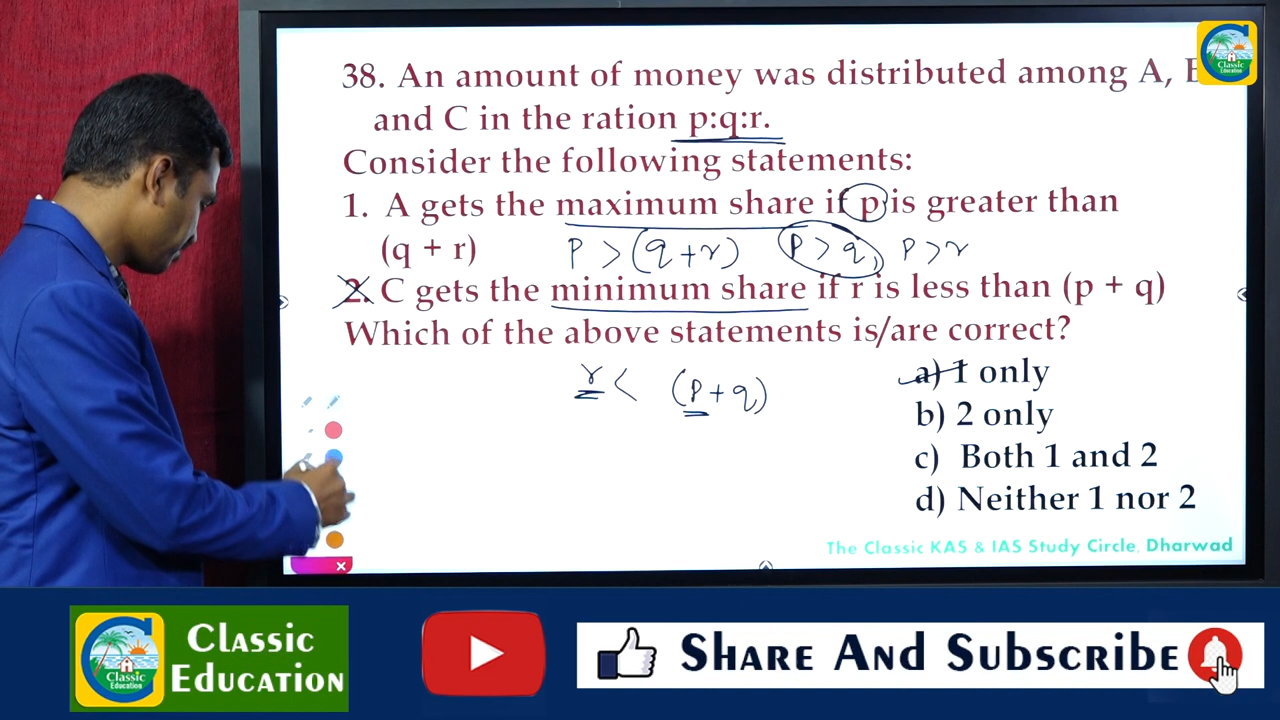 38. An amount of money was distributed among A,
and C in the ration p:q:r.
Consider the following statements:
1. A gets the maximum share if p is greater than
(q + r) P > (q+r) P > q, P > r
2. C gets the minimum share if r is less than (p + q)
Which of the above statements is/are correct?
r < (P+q)
a) 1 only
b) 2 only
c) Both 1 and 2
d) Neither 1 nor 2
The Classic KAS & IAS Study Circle, Dharwad
Classic
Education
Classic
Education
Classic
Education
Share And Subscribe